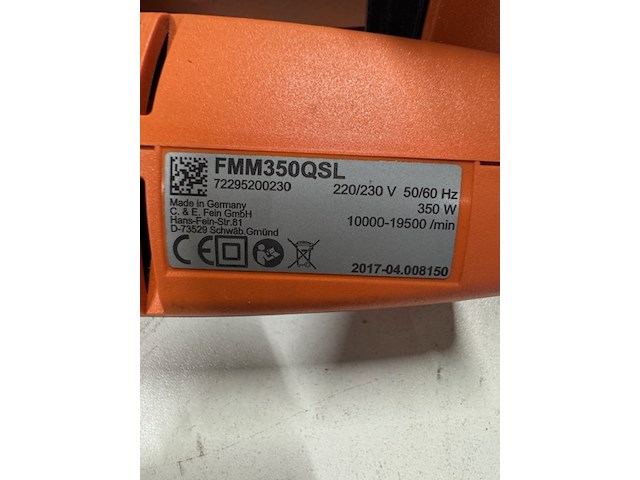 FMM350QSL
72295200230
220/230 V 50/60 Hz
Made in Germany
350 W
C. & E. Fein GmbH
10000-19500 /min
Hans-Fein-Str.81
D-73529 Schwäb.Gmünd
CE
2017-04.008150